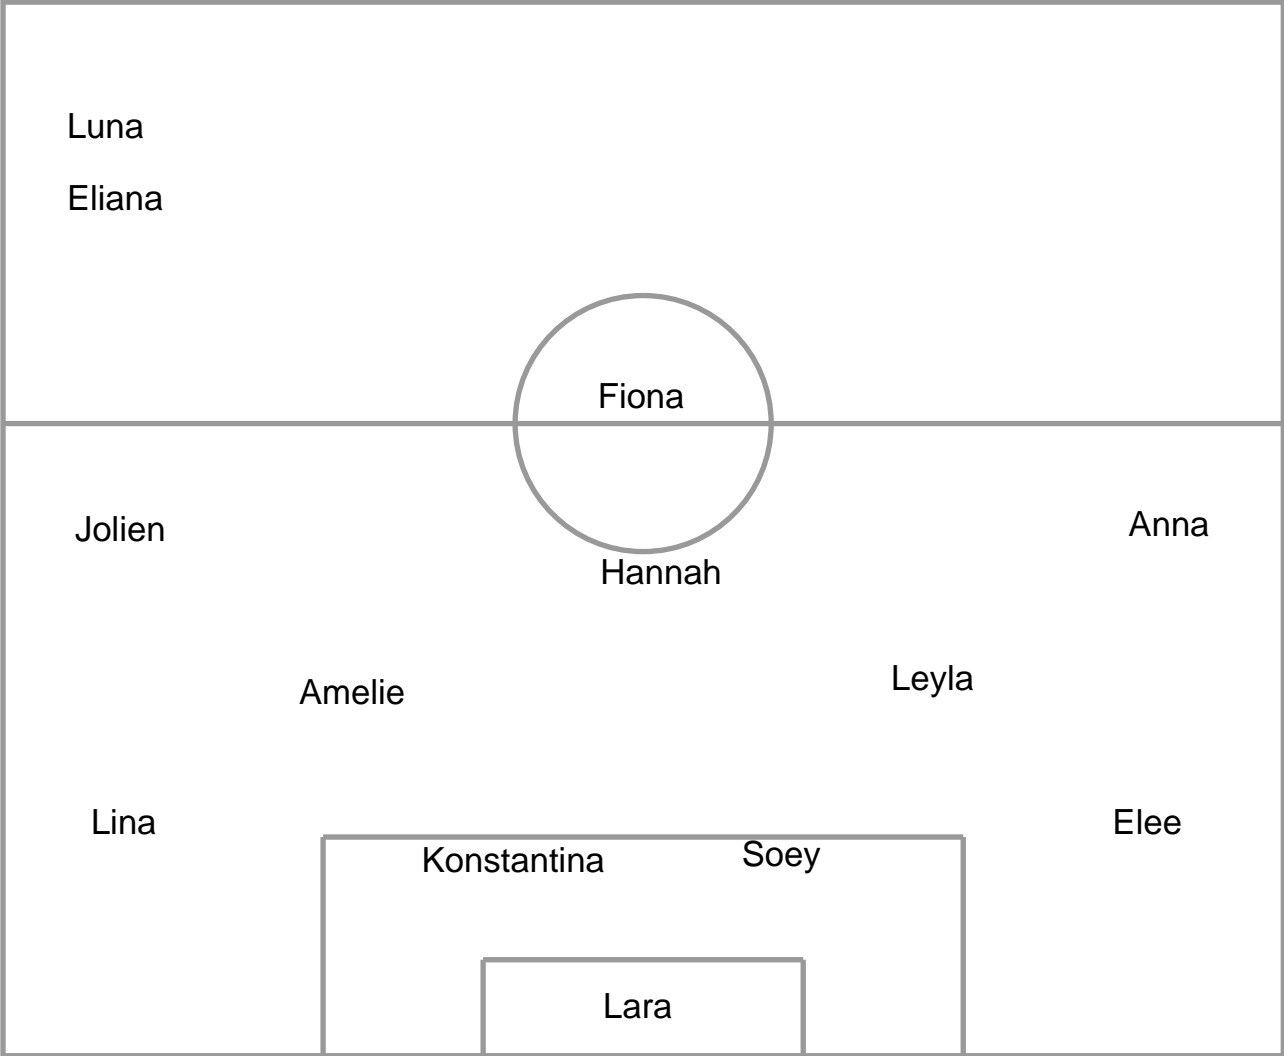 Luna
Eliana
Fiona
Jolien
Anna
Hannah
Amelie
Leyla
Lina
Elee
Konstantina
Soey
Lara